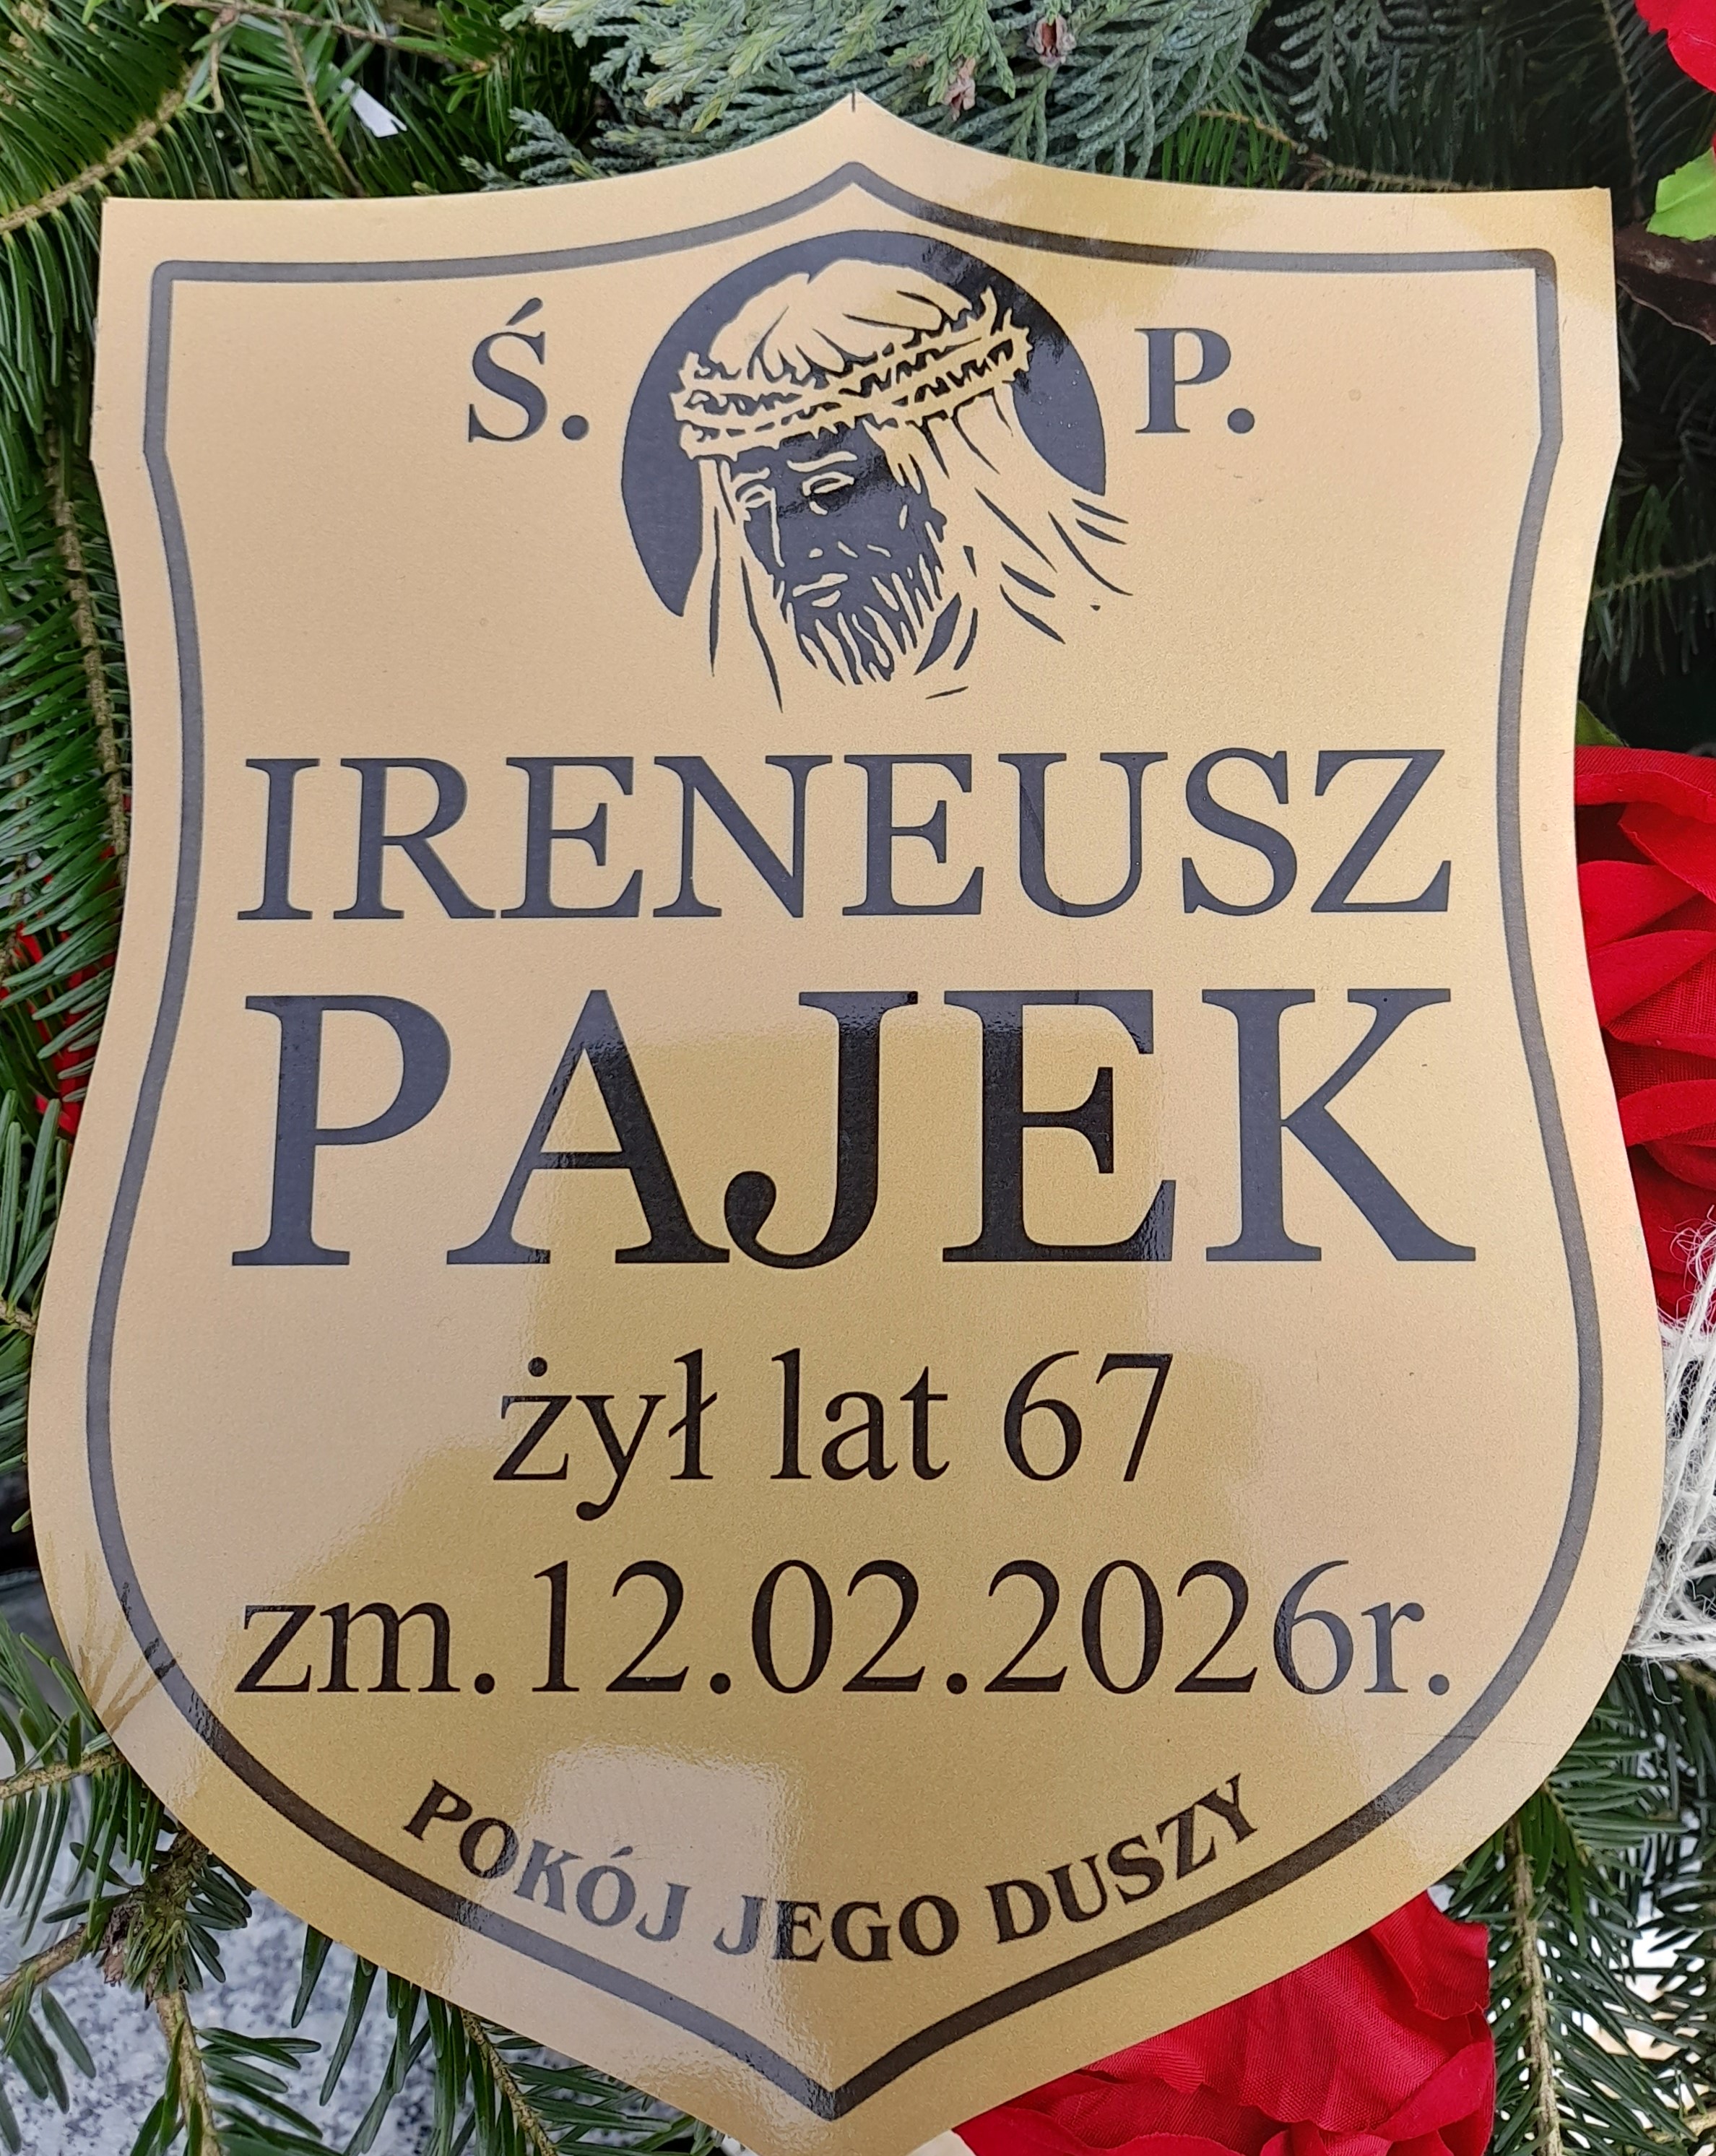 Ś. P.
IRENEUSZ
PAJEK
żył lat 67
zm.12.02.2026r.
POKÓJ JEGO DUSZY